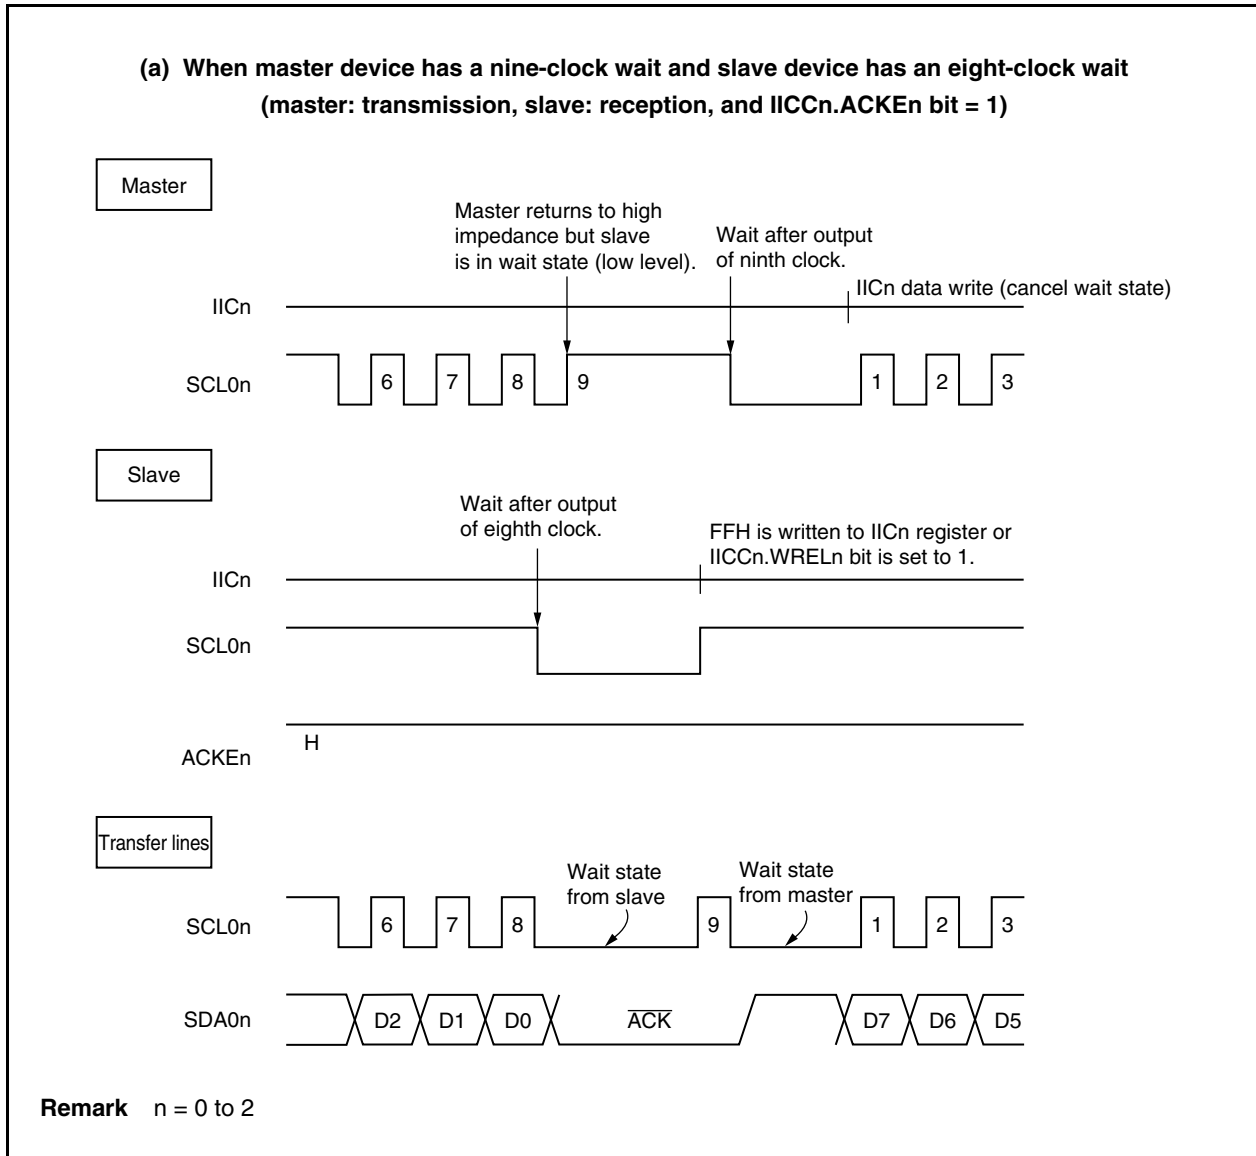 (a) When master device has a nine-clock wait and slave device has an eight-clock wait
(master: transmission, slave: reception, and IICCn.ACKEn bit = 1)
Master
Master returns to high
impedance but slave
is in wait state (low level).
Wait after output
of ninth clock.
IICn data write (cancel wait state)
IICn
SCL0n
6 7 8 9 1 2 3
Slave
Wait after output
of eighth clock.
FFH is written to IICn register or
IICCn.WRELn bit is set to 1.
IICn
SCL0n
H
ACKEn
Transfer lines
Wait state
from slave
Wait state
from master
SCL0n
6 7 8 9 1 2 3
SDA0n
D2 D1 D0 ACK D7 D6 D5
Remark n = 0 to 2